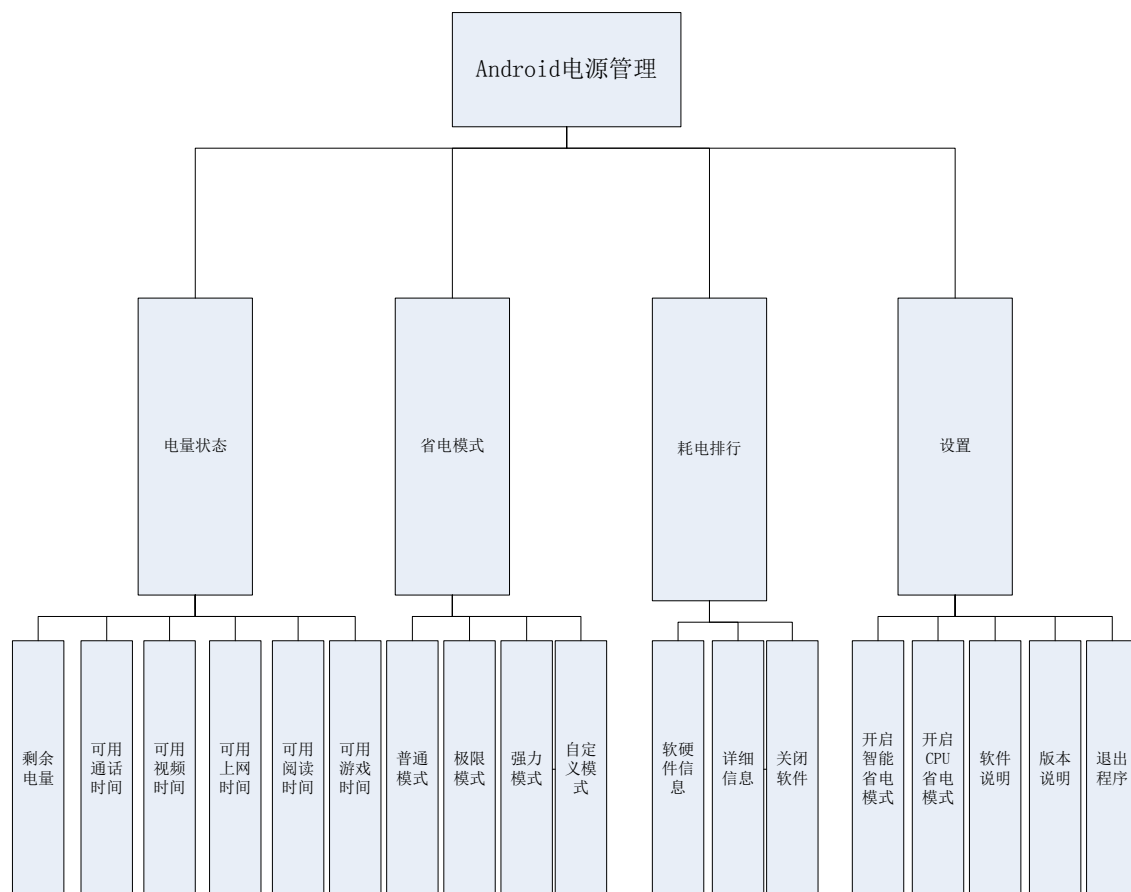 Android电源管理
电量状态
省电模式
耗电排行
设置
剩余
电量
可用
通话
时间
可用
视频
时间
可用
上网
时间
可用
阅读
时间
可用
游戏
时间
普通
模式
极限
模式
强力
模式
自定
义模
式
软硬
件信
息
详细
信息
关闭
软件
开启
智能
省电
模式
开启
CPU
省电
模式
软件
说明
版本
说明
退出
程序